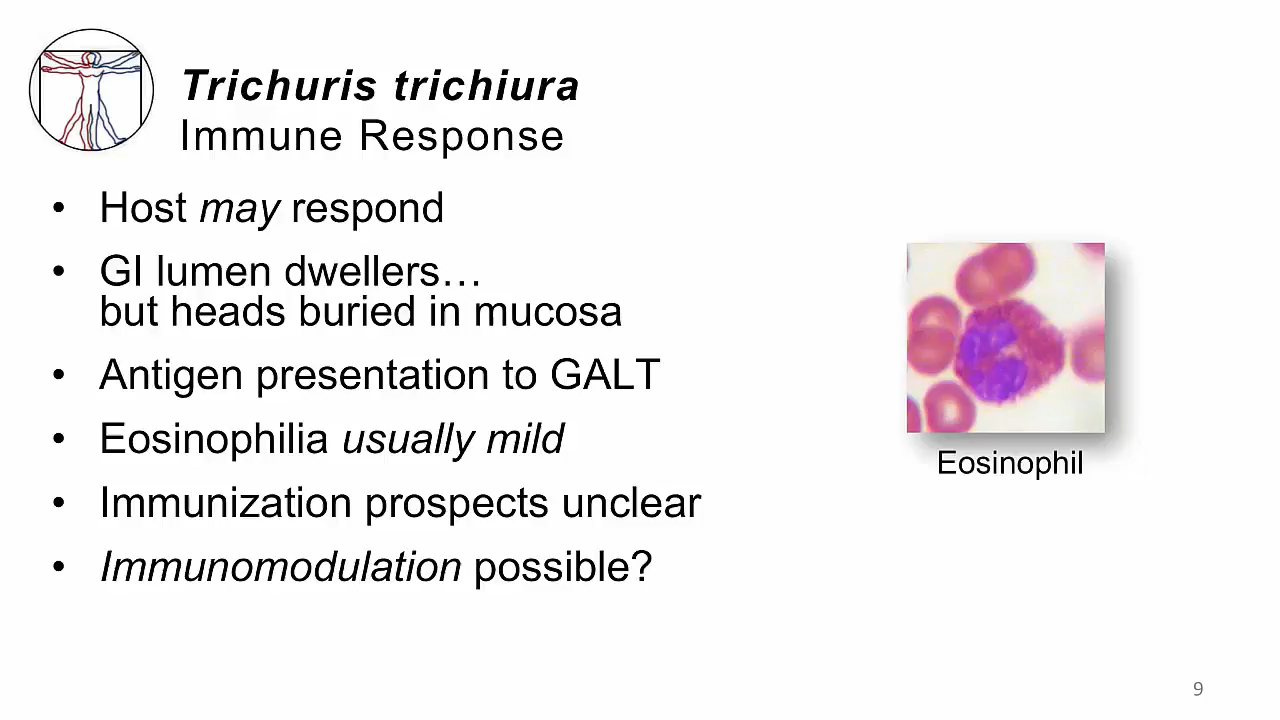 Trichuris trichiura
Immune Response
• Host may respond
• GI lumen dwellers…
but heads buried in mucosa
• Antigen presentation to GALT
• Eosinophilia usually mild
• Immunization prospects unclear
• Immunomodulation possible?
Eosinophil
9